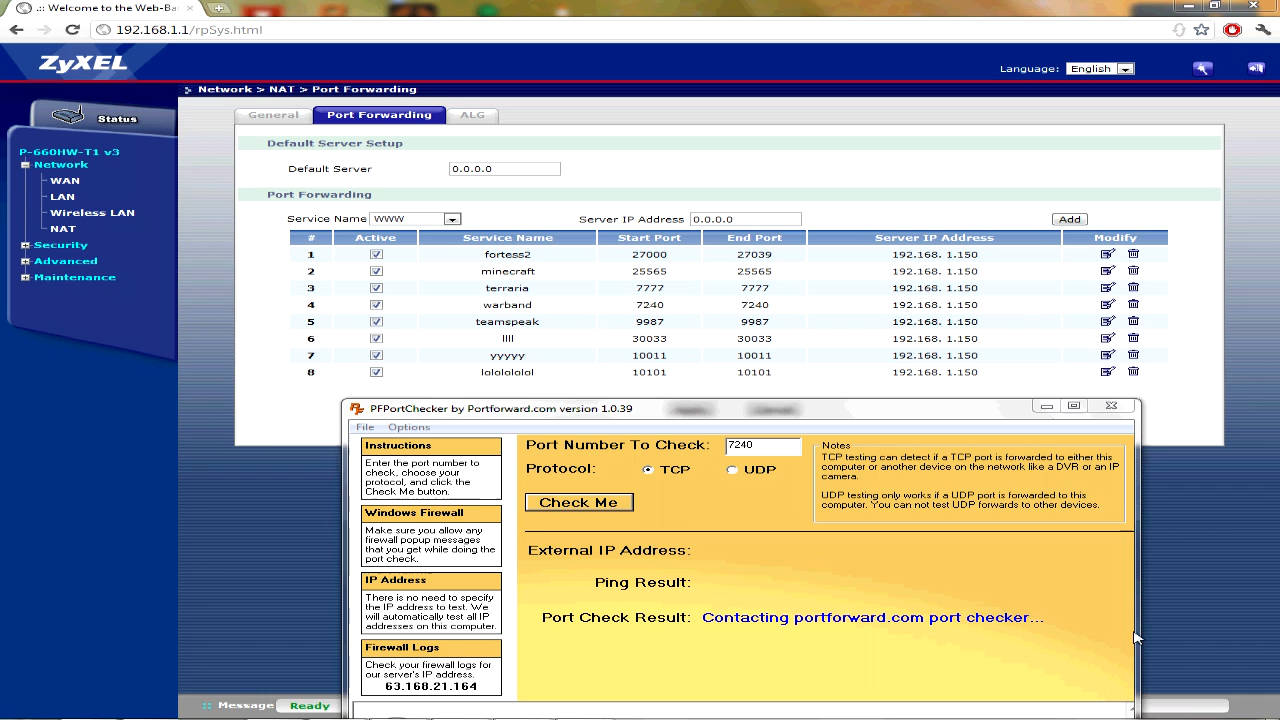 .:: Welcome to the Web-Ba
192.168.1.1/rpSys.html
ZyXEL
Language: English
Network > NAT > Port Forwarding
Status
P-660HW-T1 v3
Network
WAN
LAN
Wireless LAN
NAT
Security
Advanced
Maintenance
General Port Forwarding ALG
Default Server Setup
Default Server 0.0.0.0
Port Forwarding
Service Name WWW Server IP Address 0.0.0.0 Add
# Active Service Name Start Port End Port Server IP Address Modify
1 fortess2 27000 27039 192.168. 1.150
2 minecraft 25565 25565 192.168. 1.150
3 terraria 7777 7777 192.168. 1.150
4 warband 7240 7240 192.168. 1.150
5 teamspeak 9987 9987 192.168. 1.150
6 llll 30033 30033 192.168. 1.150
7 yyyyy 10011 10011 192.168. 1.150
8 lolololol 10101 10101 192.168. 1.150
PFPortChecker by Portforward.com version 1.0.39
File Options
Instructions
Enter the port number to
check, choose your
protocol, and click the
Check Me button.
Windows Firewall
Make sure you allow any
firewall popup messages
that you get while doing the
port check.
IP Address
There is no need to specify
the IP address to test. We
will automatically test all IP
addresses on this computer.
Firewall Logs
Check your firewall logs for
our server's IP address.
63.168.21.164
Port Number To Check: 7240
Protocol: TCP UDP
Check Me
Notes
TCP testing can detect if a TCP port is forwarded to either this
computer or another device on the network like a DVR or an IP
camera.
UDP testing only works if a UDP port is forwarded to this
computer. You can not test UDP forwards to other devices.
External IP Address:
Ping Result:
Port Check Result: Contacting portforward.com port checker...
Message Ready